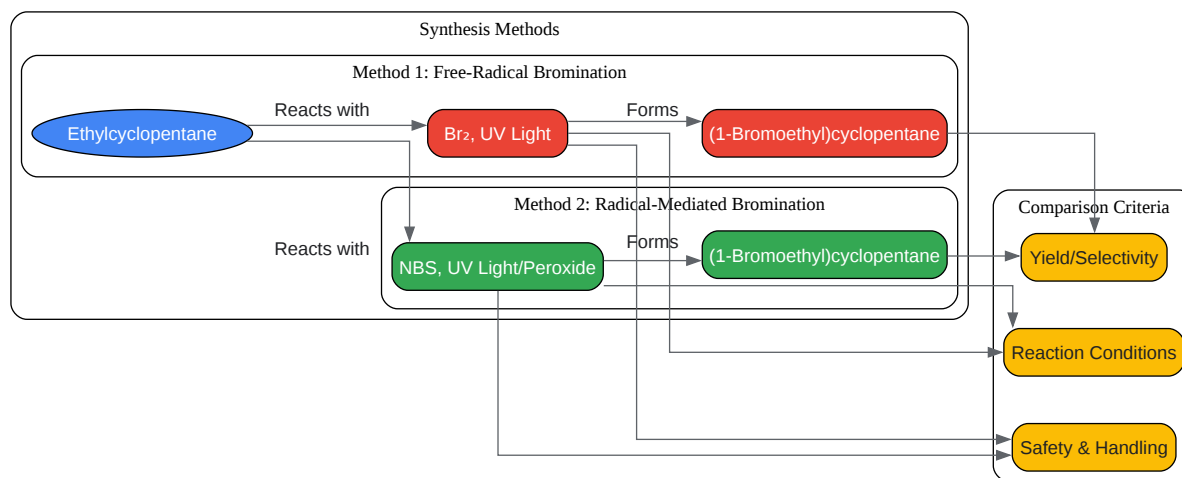 Synthesis Methods
Method 1: Free-Radical Bromination
Reacts with
Forms
Ethylcyclopentane
Br₂, UV Light
(1-Bromoethyl)cyclopentane
Method 2: Radical-Mediated Bromination
Comparison Criteria
Reacts with
Forms
NBS, UV Light/Peroxide
(1-Bromoethyl)cyclopentane
Yield/Selectivity
Reaction Conditions
Safety & Handling